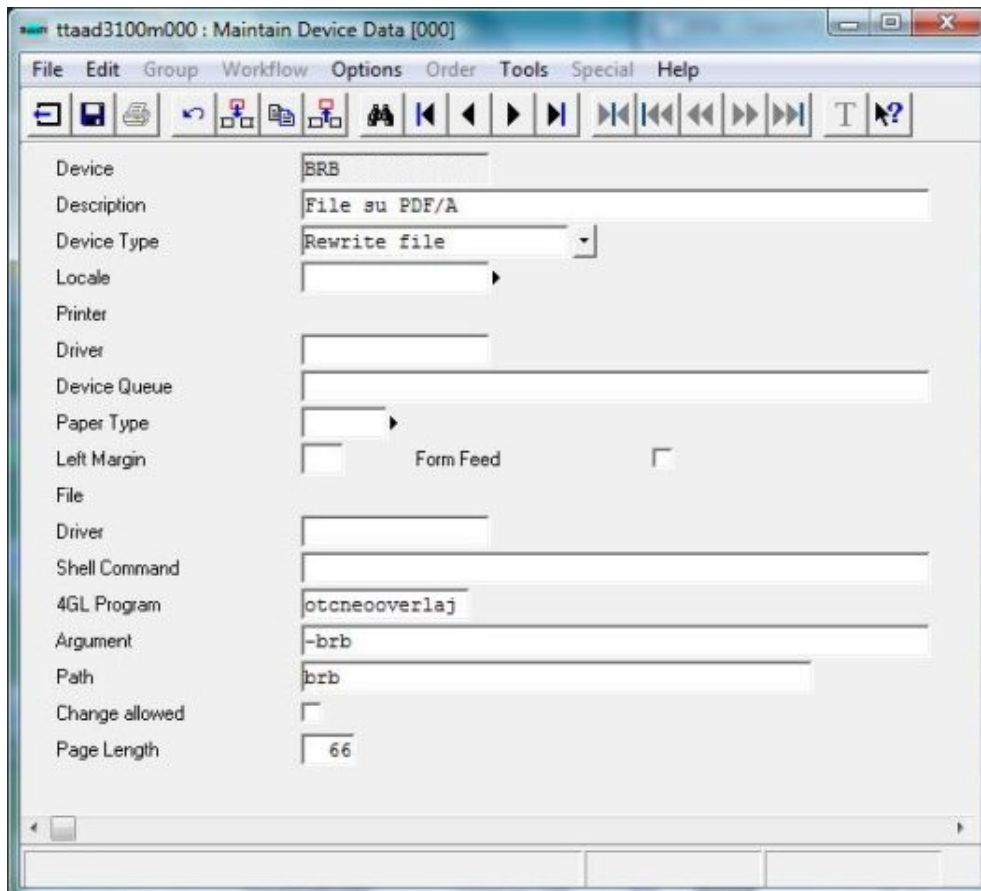 ttaad3100m000 : Maintain Device Data [000]
File Edit Group Workflow Options Order Tools Special Help
T ?
Device BRB
Description File su PDF/A
Device Type Rewrite file
Locale
Printer
Driver
Device Queue
Paper Type
Left Margin Form Feed
File
Driver
Shell Command
4GL Program otcneooverlaj
Argument -brb
Path brb
Change allowed
Page Length 66